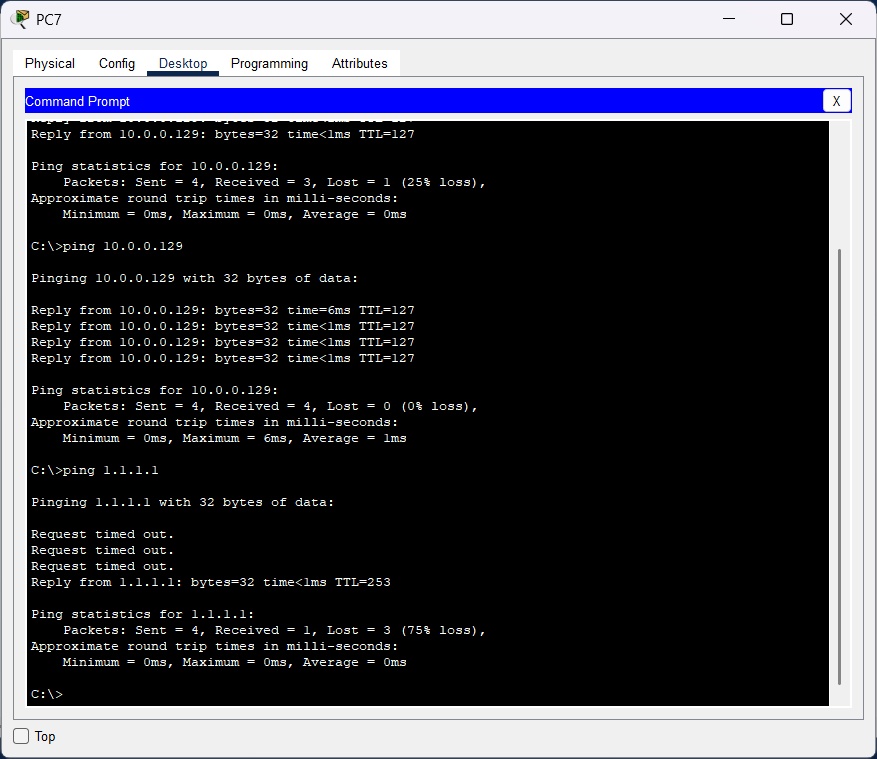 PC7
Physical Config Desktop Programming Attributes
Command Prompt X
Reply from 10.0.0.129: bytes=32 time<1ms TTL=127
Ping statistics for 10.0.0.129:
Packets: Sent = 4, Received = 3, Lost = 1 (25% loss),
Approximate round trip times in milli-seconds:
Minimum = 0ms, Maximum = 0ms, Average = 0ms
C:\>ping 10.0.0.129
Pinging 10.0.0.129 with 32 bytes of data:
Reply from 10.0.0.129: bytes=32 time=6ms TTL=127
Reply from 10.0.0.129: bytes=32 time<1ms TTL=127
Reply from 10.0.0.129: bytes=32 time<1ms TTL=127
Reply from 10.0.0.129: bytes=32 time<1ms TTL=127
Ping statistics for 10.0.0.129:
Packets: Sent = 4, Received = 4, Lost = 0 (0% loss),
Approximate round trip times in milli-seconds:
Minimum = 0ms, Maximum = 6ms, Average = 1ms
C:\>ping 1.1.1.1
Pinging 1.1.1.1 with 32 bytes of data:
Request timed out.
Request timed out.
Request timed out.
Reply from 1.1.1.1: bytes=32 time<1ms TTL=253
Ping statistics for 1.1.1.1:
Packets: Sent = 4, Received = 1, Lost = 3 (75% loss),
Approximate round trip times in milli-seconds:
Minimum = 0ms, Maximum = 0ms, Average = 0ms
C:\>
Top